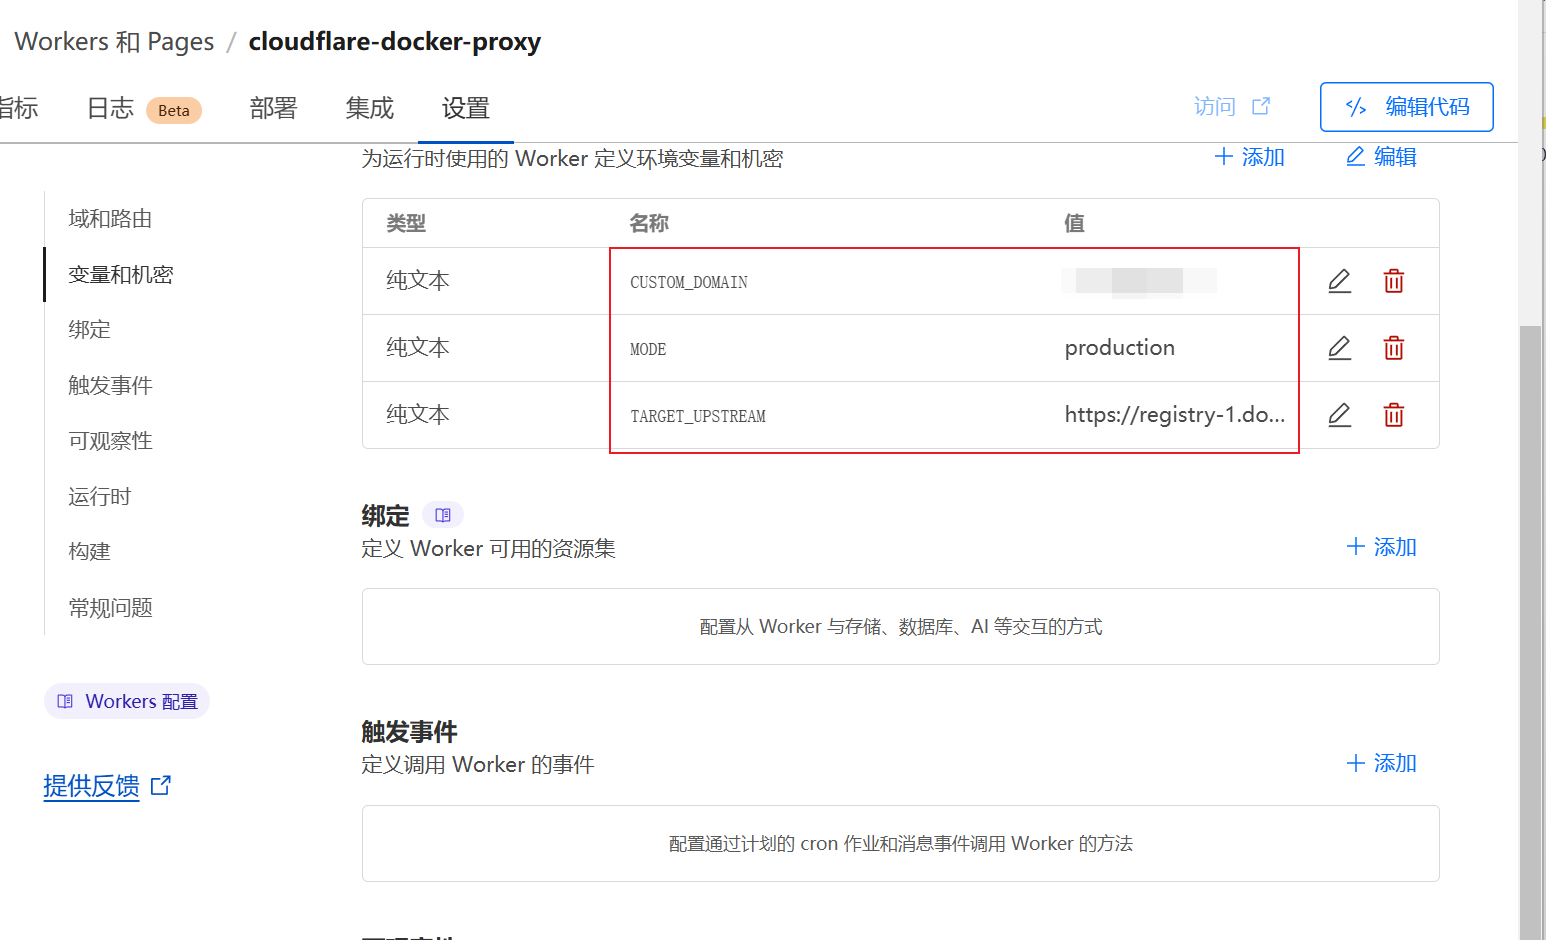 Workers 和 Pages / cloudflare-docker-proxy
指标 日志 Beta 部署 集成 设置 访问 </> 编辑代码
为运行时使用的 Worker 定义环境变量和机密 + 添加 编辑
域和路由
变量和机密
绑定
触发事件
可观察性
运行时
构建
常规问题
Workers 配置
提供反馈
类型 名称 值
纯文本 CUSTOM_DOMAIN
纯文本 MODE production
纯文本 TARGET_UPSTREAM https://registry-1.do...
绑定
定义 Worker 可用的资源集 + 添加
配置从 Worker 与存储、数据库、AI 等交互的方式
触发事件
定义调用 Worker 的事件 + 添加
配置通过计划的 cron 作业和消息事件调用 Worker 的方法